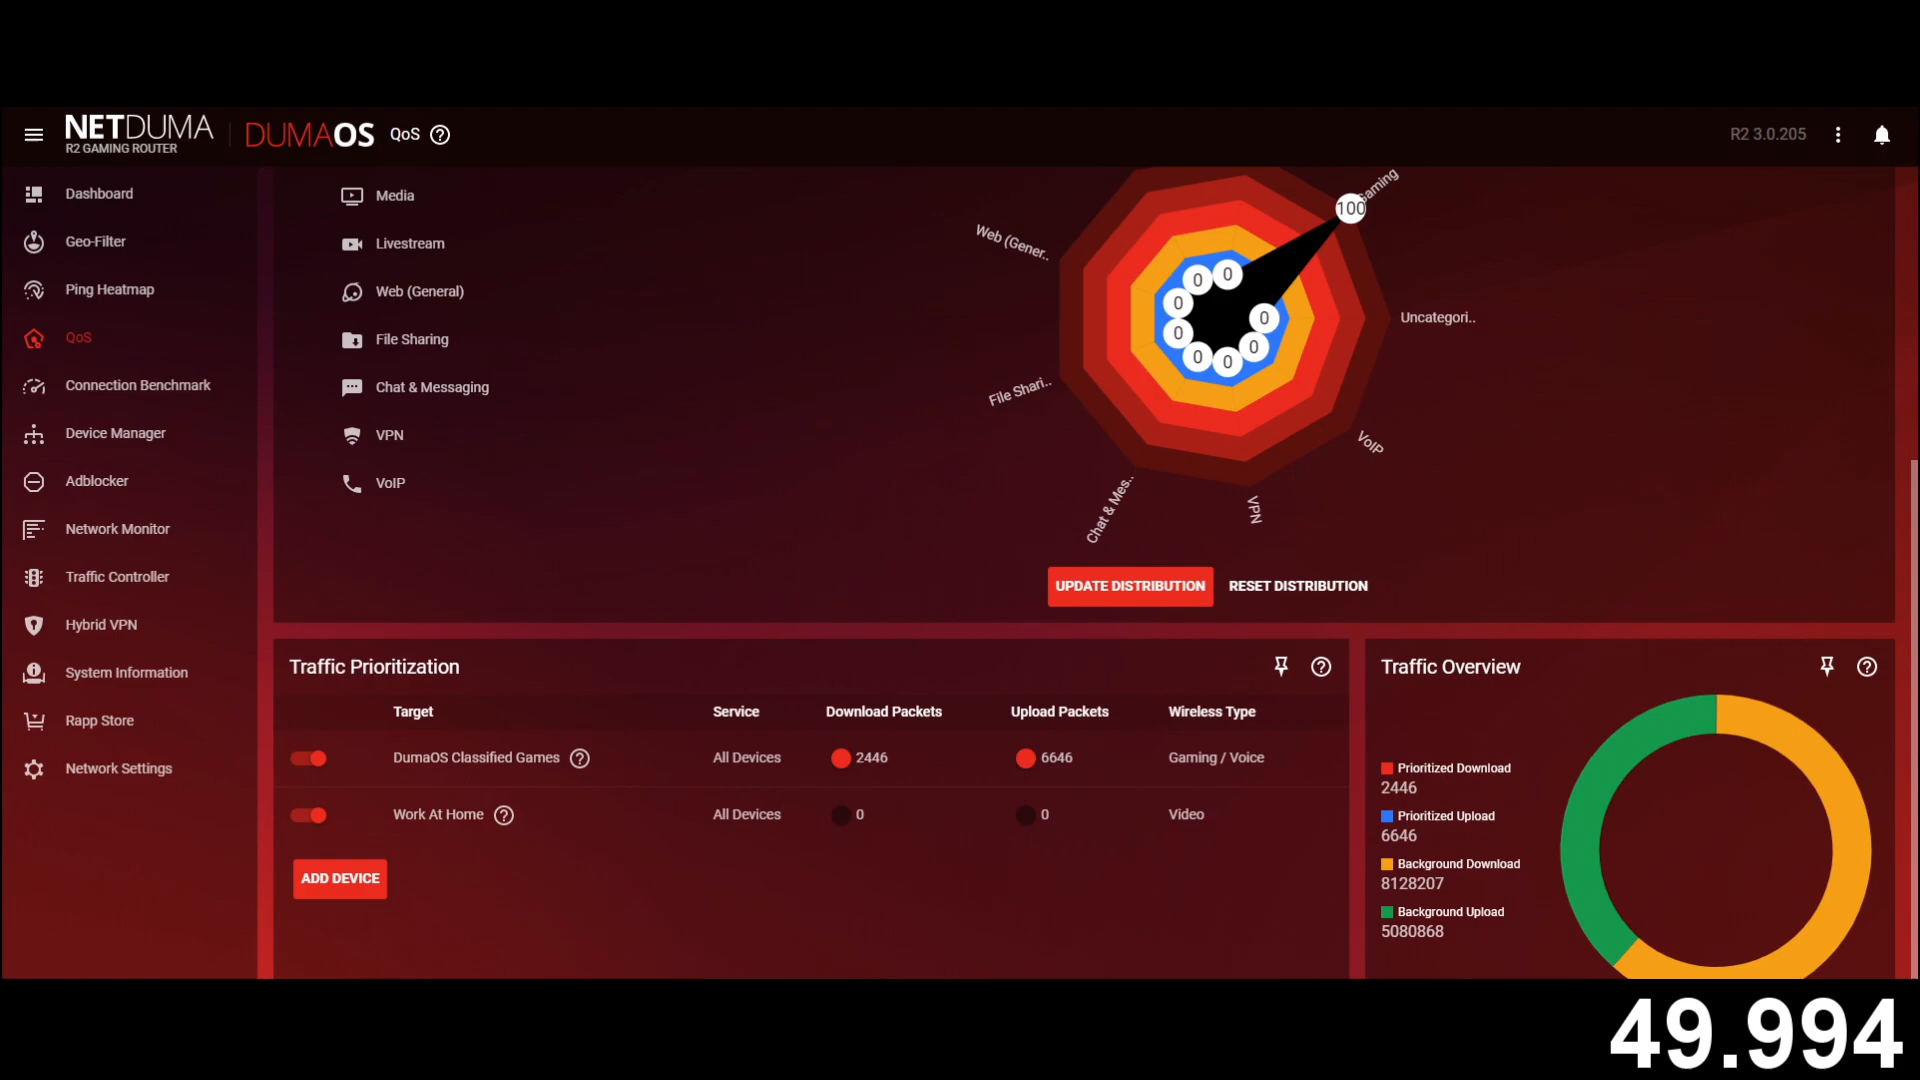 NETDUMA
R2 GAMING ROUTER
DUMAOS
QoS
R2 3.0.205
Dashboard
Geo-Filter
Ping Heatmap
QoS
Connection Benchmark
Device Manager
Adblocker
Network Monitor
Traffic Controller
Hybrid VPN
System Information
Rapp Store
Network Settings
Media
Livestream
Web (General)
File Sharing
Chat & Messaging
VPN
VoIP
Gaming
100
Web (Gener..
0
0
0
0
0
0
0
0
Uncategori..
File Shari..
VoIP
Chat & Mes..
VPN
UPDATE DISTRIBUTION
RESET DISTRIBUTION
Traffic Prioritization
Target Service Download Packets Upload Packets Wireless Type
DumaOS Classified Games All Devices 2446 6646 Gaming / Voice
Work At Home All Devices 0 0 Video
ADD DEVICE
Traffic Overview
Prioritized Download
2446
Prioritized Upload
6646
Background Download
8128207
Background Upload
5080868
49.994